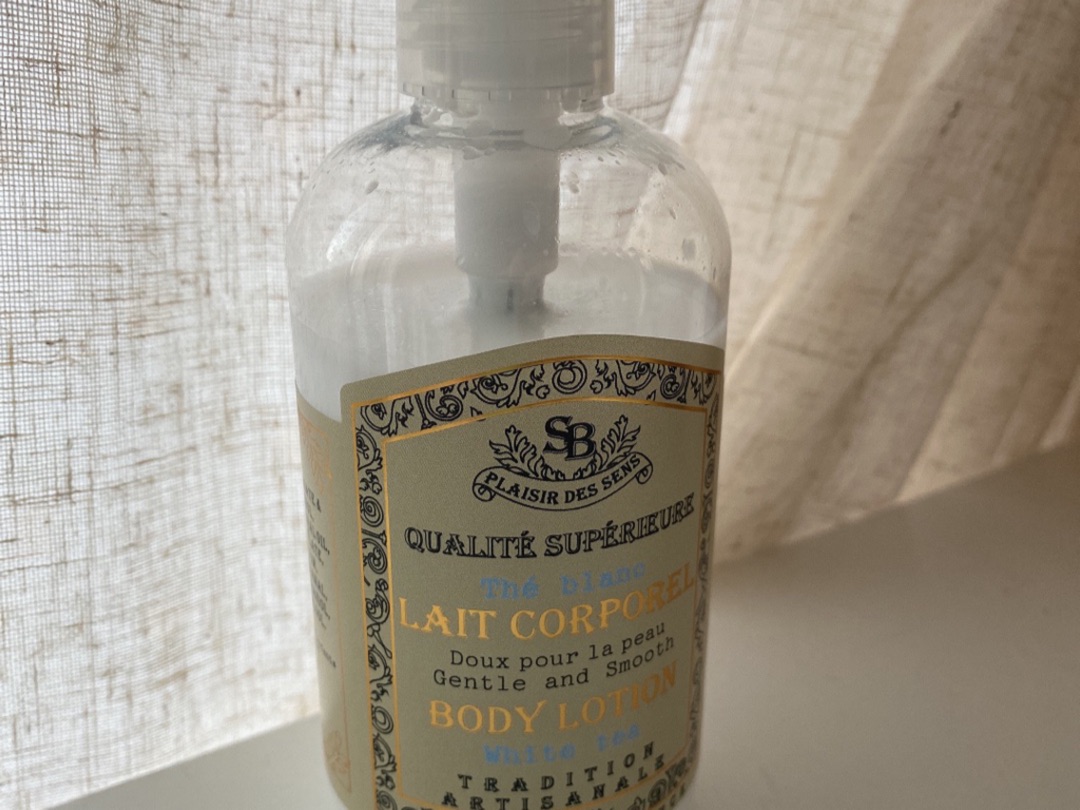 SB
PLAISIR DES SENS
QUALITÉ SUPÉRIEURE
Thé blanc
LAIT CORPOREL
Doux pour la peau
Gentle and Smooth
BODY LOTION
White tea
TRADITION
ARTISANALE